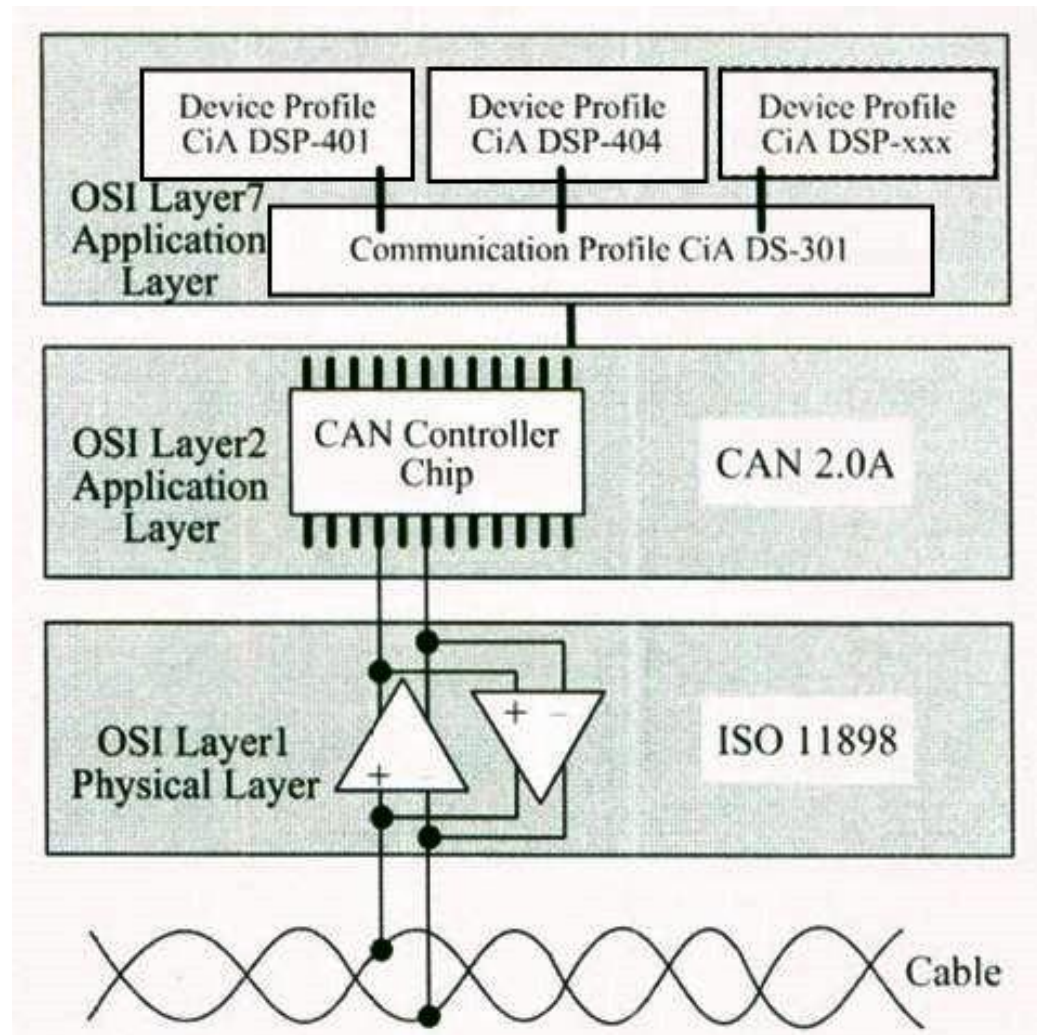 Device Profile
CiA DSP-401
Device Profile
CiA DSP-404
Device Profile
CiA DSP-xxx
OSI Layer7
Application
Layer
Communication Profile CiA DS-301
OSI Layer2
Application
Layer
CAN Controller
Chip
CAN 2.0A
OSI Layer1
Physical Layer
+ −
+ −
ISO 11898
Cable